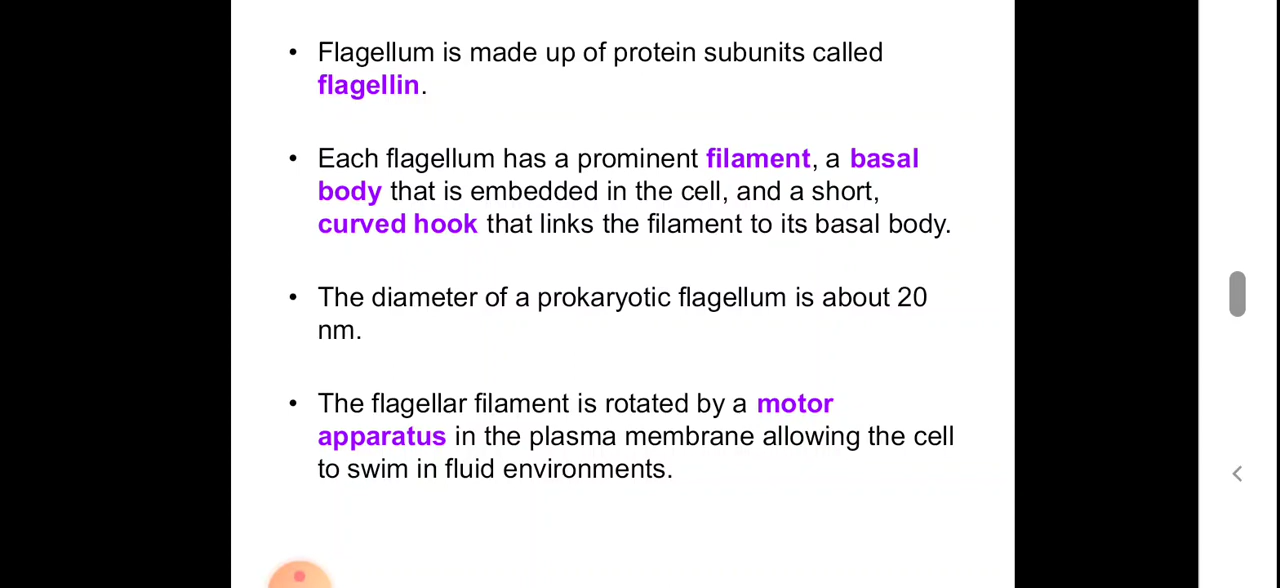 • Flagellum is made up of protein subunits called
flagellin.
• Each flagellum has a prominent filament, a basal
body that is embedded in the cell, and a short,
curved hook that links the filament to its basal body.
• The diameter of a prokaryotic flagellum is about 20
nm.
• The flagellar filament is rotated by a motor
apparatus in the plasma membrane allowing the cell
to swim in fluid environments.